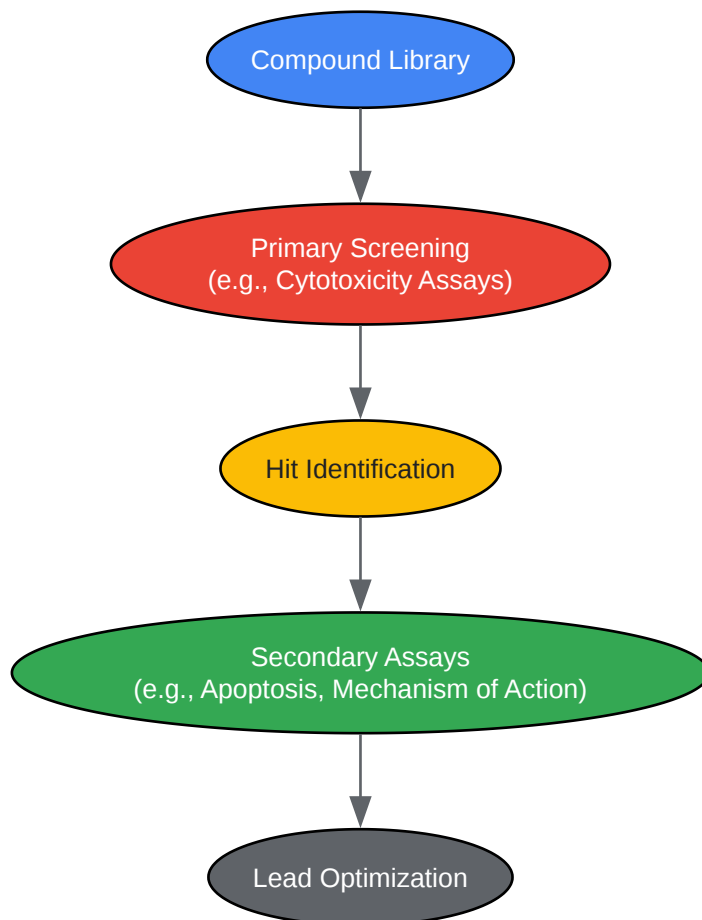 Compound Library
Primary Screening
(e.g., Cytotoxicity Assays)
Hit Identification
Secondary Assays
(e.g., Apoptosis, Mechanism of Action)
Lead Optimization